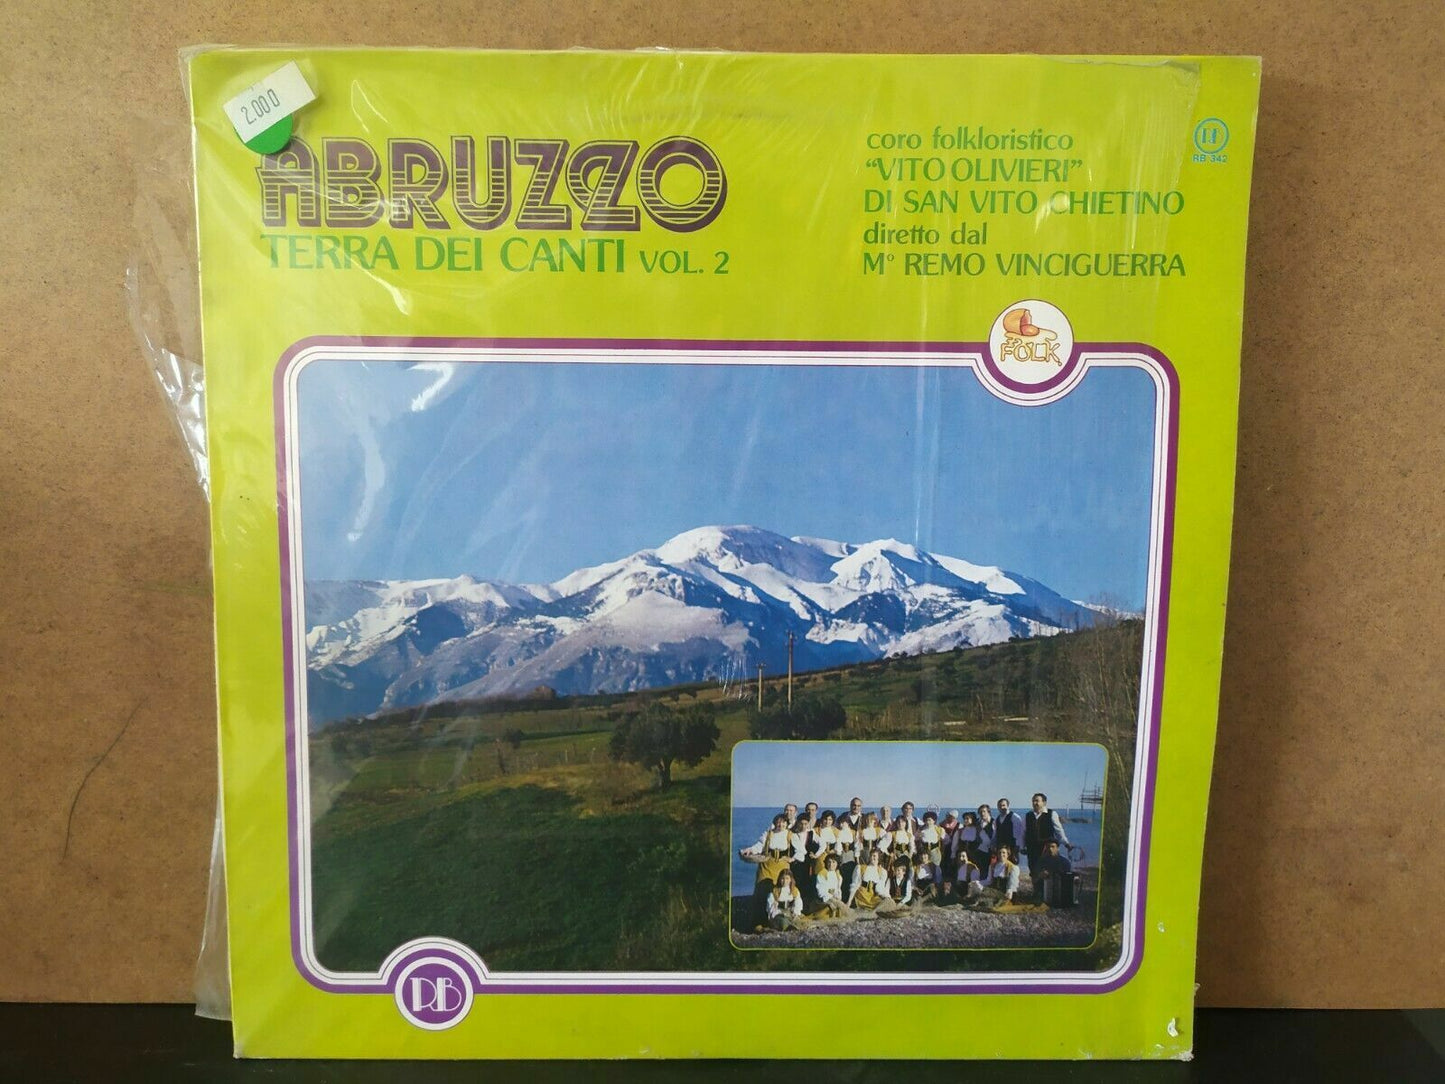 2.000
ABRUZZO
TERRA DEI CANTI VOL. 2
coro folkloristico
"VITO OLIVIERI"
DI SAN VITO CHIETINO
diretto dal
M° REMO VINCIGUERRA
RB
RB 342
FOLK
RB